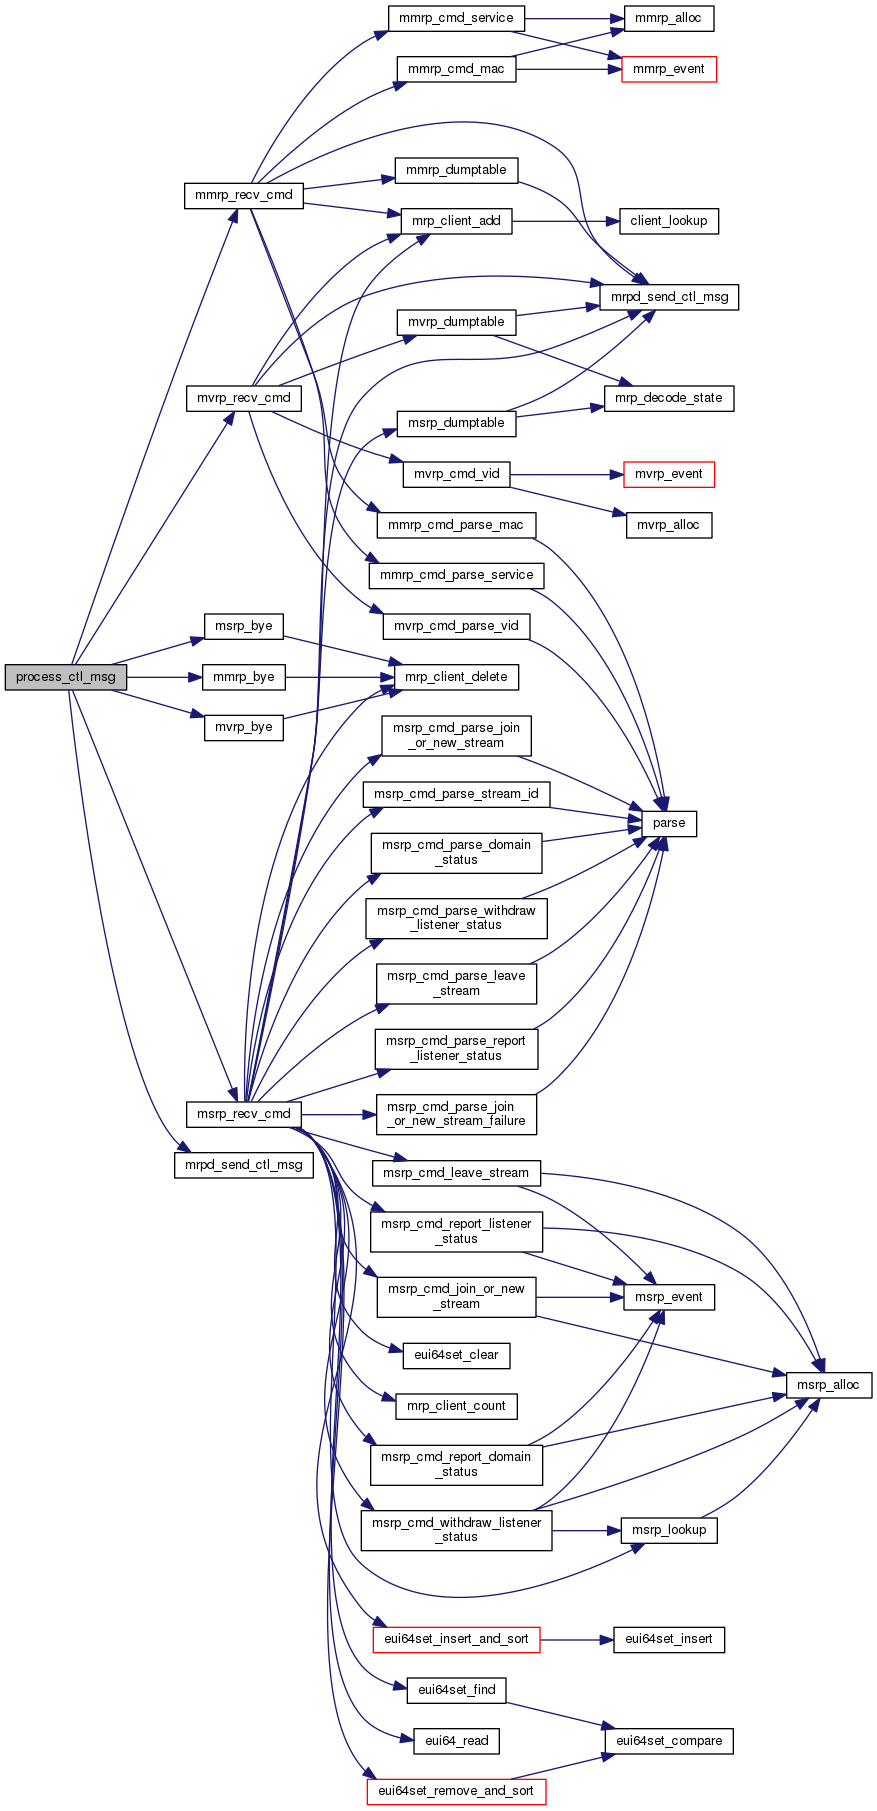 mmrp_cmd_service
mmrp_alloc
mmrp_cmd_mac
mmrp_event
mmrp_dumptable
mmrp_recv_cmd
mrp_client_add
client_lookup
mrpd_send_ctl_msg
mvrp_dumptable
mvrp_recv_cmd
mrp_decode_state
msrp_dumptable
mvrp_cmd_vid
mvrp_event
mmrp_cmd_parse_mac
mvrp_alloc
mmrp_cmd_parse_service
msrp_bye
mvrp_cmd_parse_vid
process_ctl_msg
mmrp_bye
mrp_client_delete
mvrp_bye
msrp_cmd_parse_join
_or_new_stream
msrp_cmd_parse_stream_id
parse
msrp_cmd_parse_domain
_status
msrp_cmd_parse_withdraw
_listener_status
msrp_cmd_parse_leave
_stream
msrp_cmd_parse_report
_listener_status
msrp_recv_cmd
msrp_cmd_parse_join
_or_new_stream_failure
mrpd_send_ctl_msg
msrp_cmd_leave_stream
msrp_cmd_report_listener
_status
msrp_cmd_join_or_new
_stream
msrp_event
eui64set_clear
msrp_alloc
mrp_client_count
msrp_cmd_report_domain
_status
msrp_cmd_withdraw_listener
_status
msrp_lookup
eui64set_insert_and_sort
eui64set_insert
eui64set_find
eui64_read
eui64set_compare
eui64set_remove_and_sort